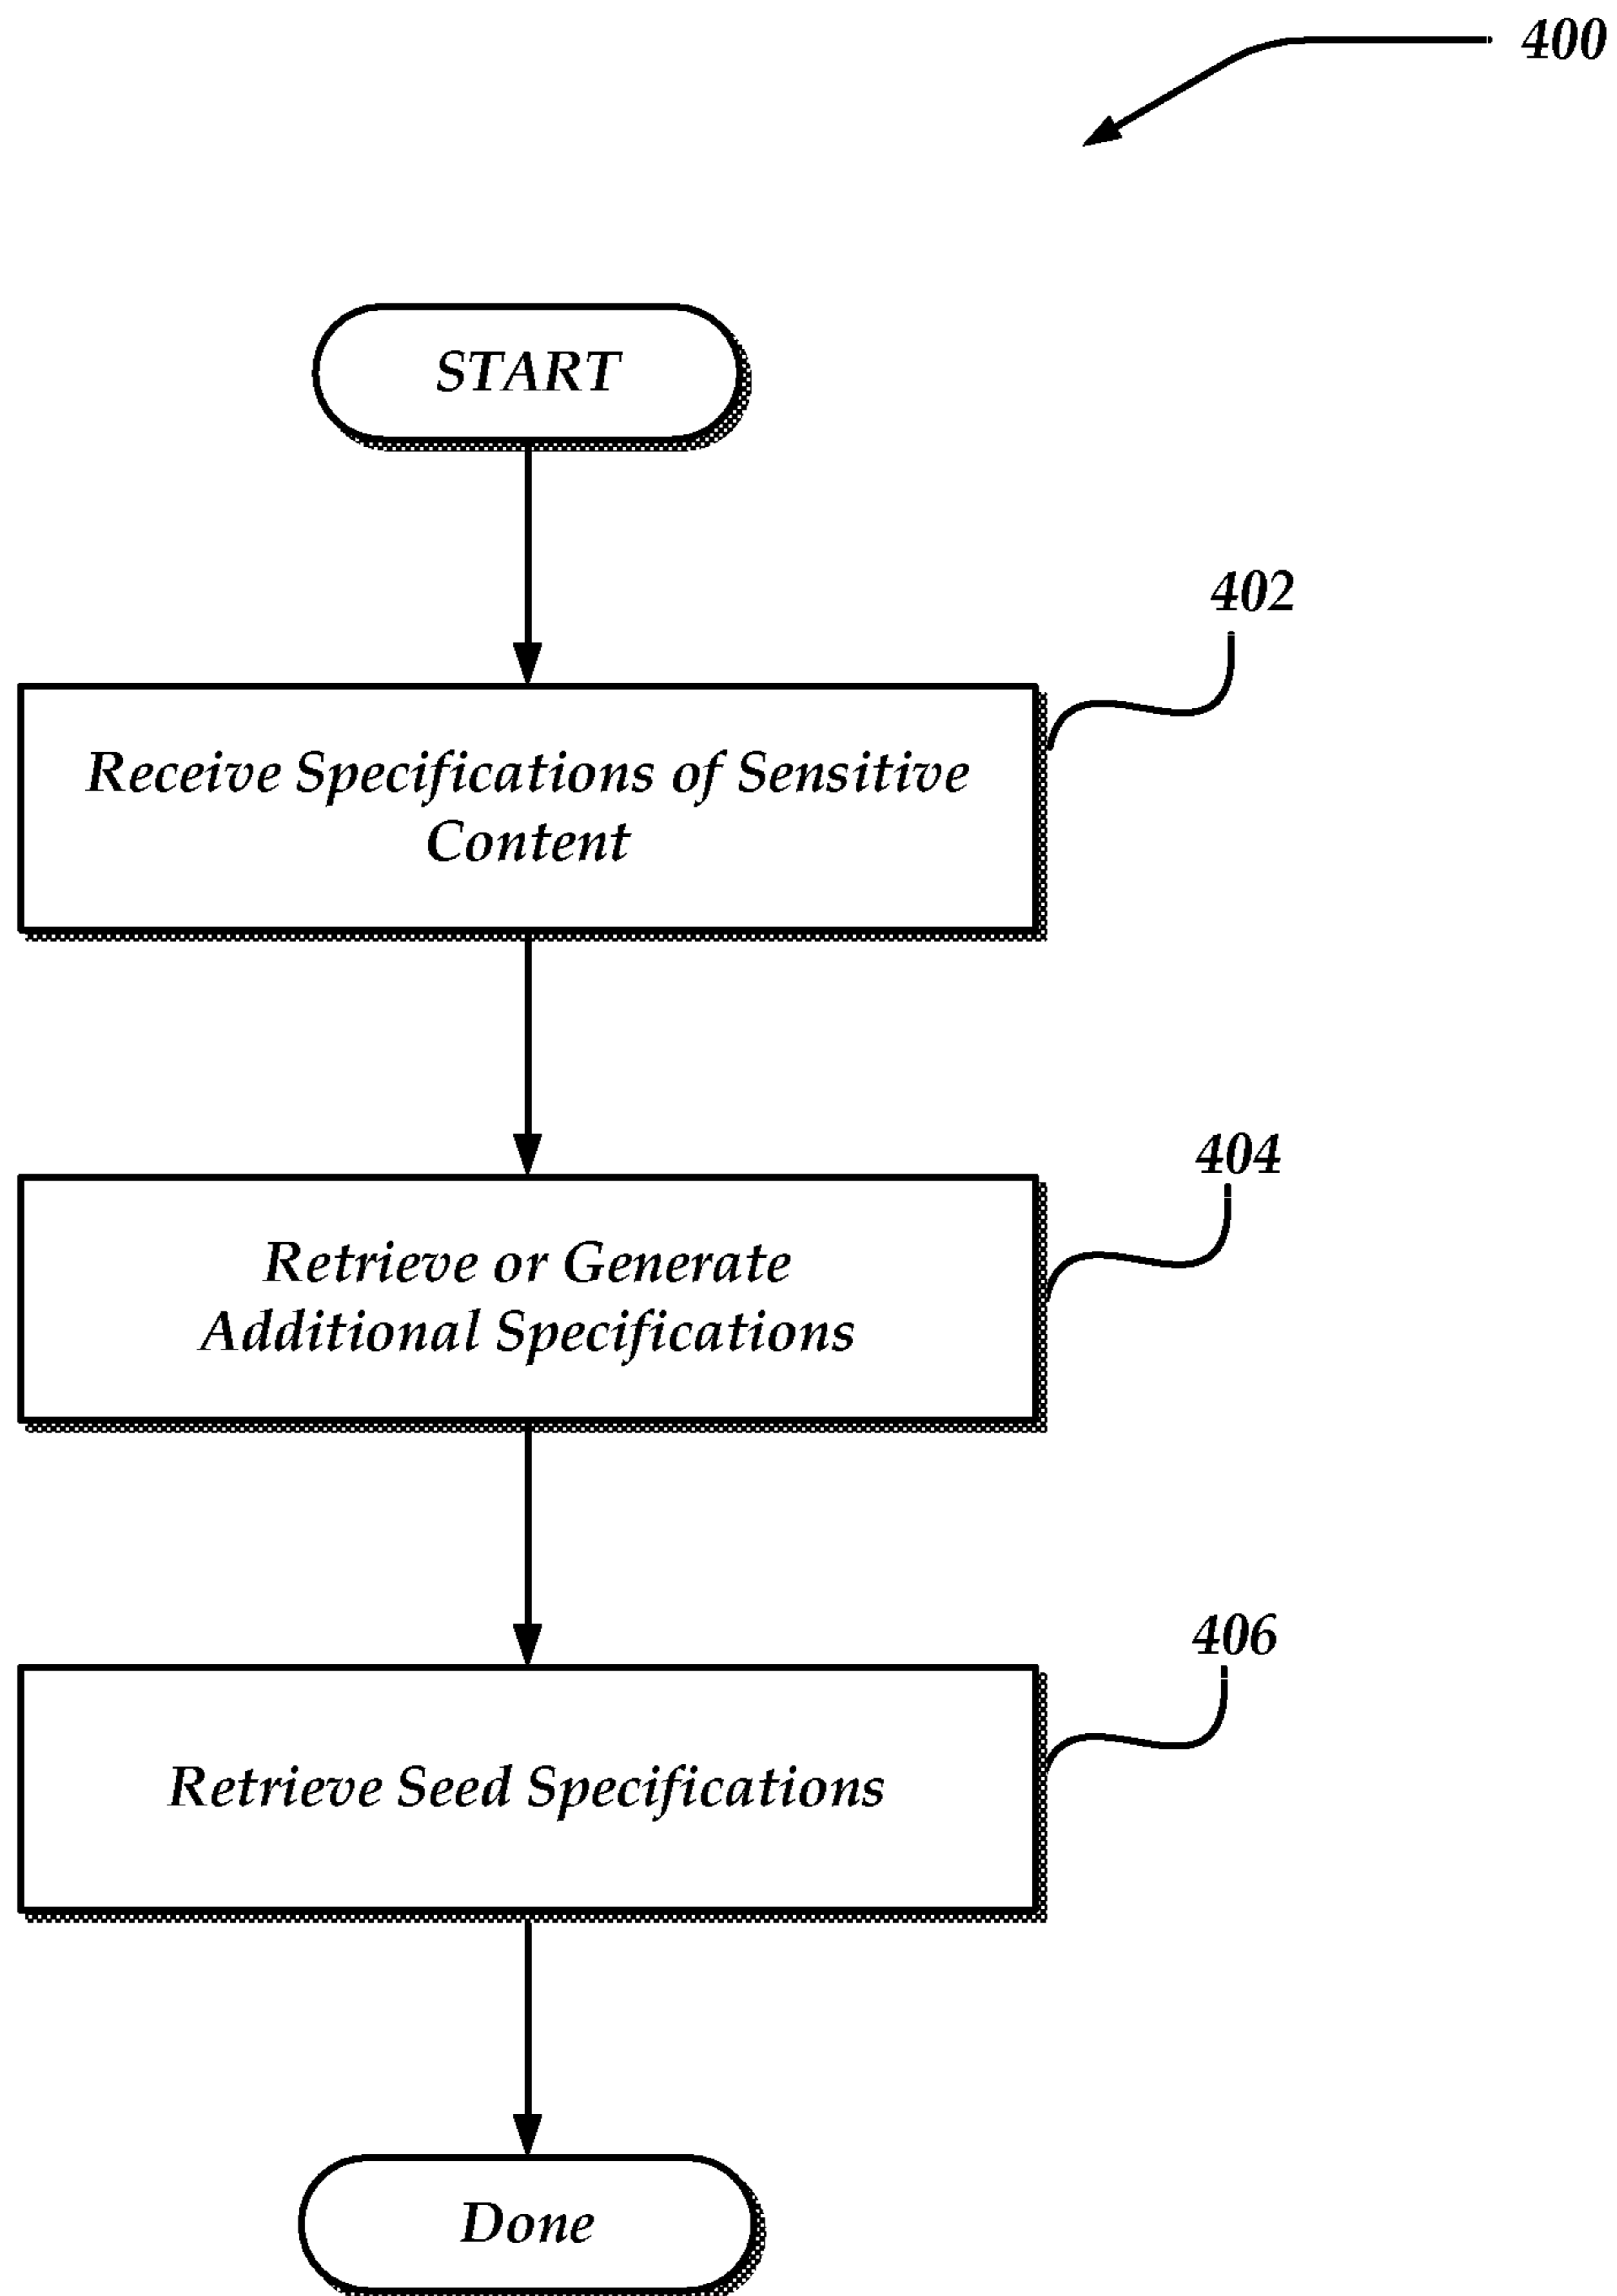 400
START
402
Receive Specifications of Sensitive
Content
404
Retrieve or Generate
Additional Specifications
406
Retrieve Seed Specifications
Done